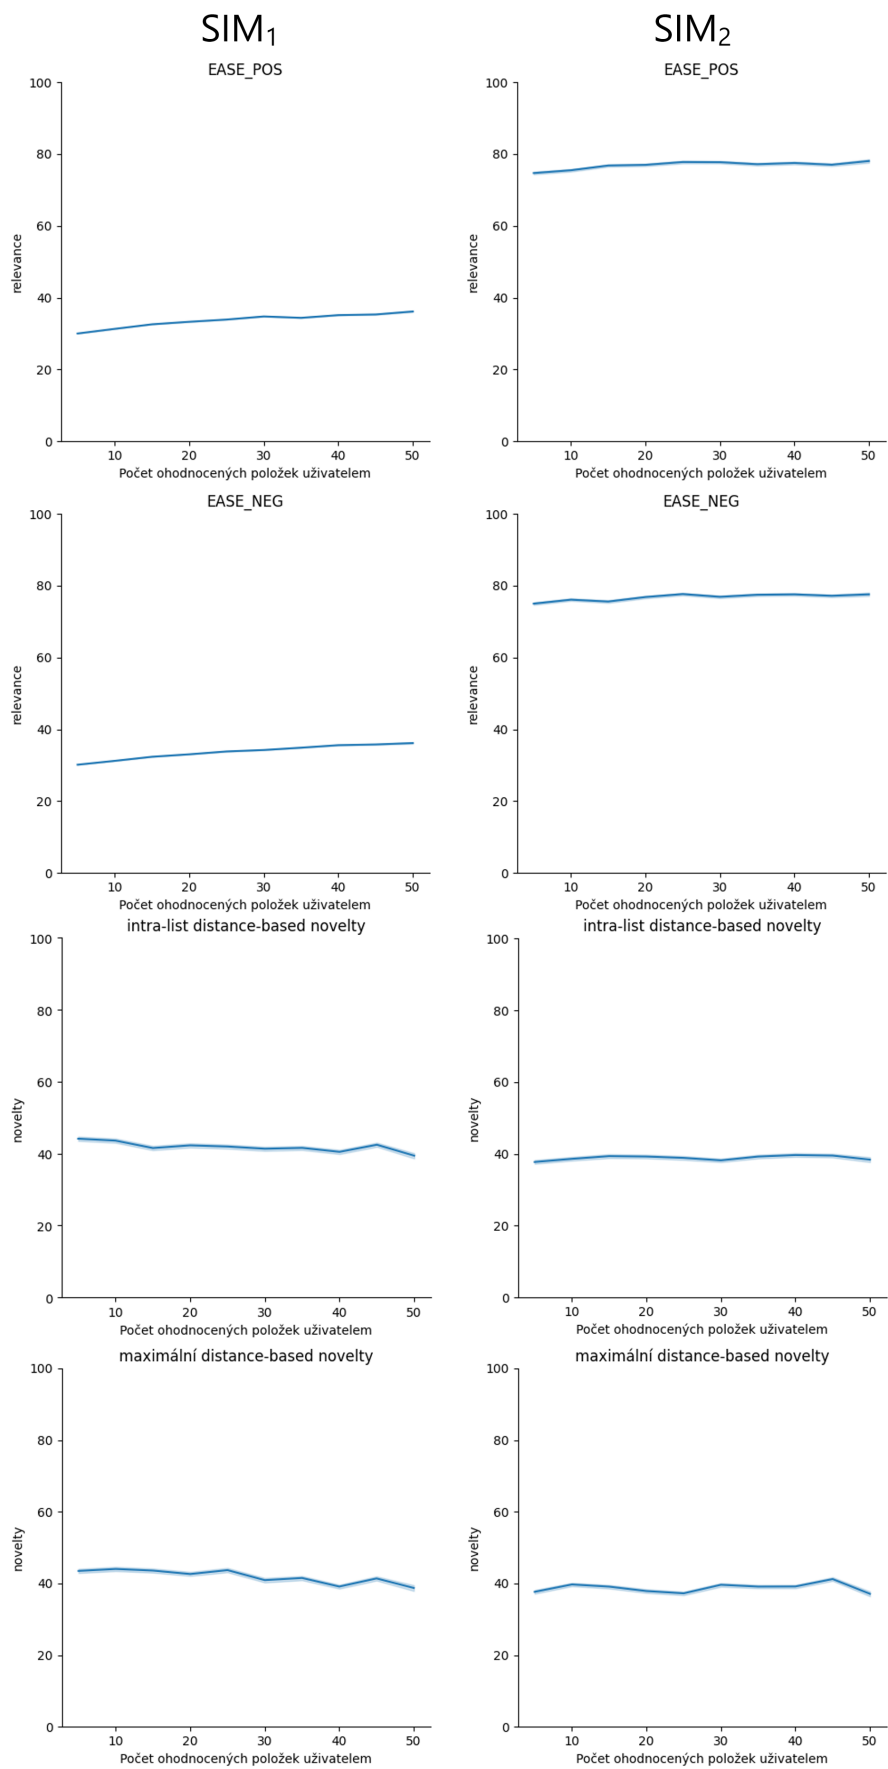 SIM₁
SIM₂
EASE_POS
EASE_POS
100
80
60
40
20
0
relevance
10 20 30 40 50
Počet ohodnocených položek uživatelem
100
80
60
40
20
0
relevance
10 20 30 40 50
Počet ohodnocených položek uživatelem
EASE_NEG
EASE_NEG
100
80
60
40
20
0
relevance
10 20 30 40 50
Počet ohodnocených položek uživatelem
100
80
60
40
20
0
relevance
10 20 30 40 50
Počet ohodnocených položek uživatelem
intra-list distance-based novelty
intra-list distance-based novelty
100
80
60
40
20
0
novelty
10 20 30 40 50
Počet ohodnocených položek uživatelem
100
80
60
40
20
0
novelty
10 20 30 40 50
Počet ohodnocených položek uživatelem
maximální distance-based novelty
maximální distance-based novelty
100
80
60
40
20
0
novelty
10 20 30 40 50
Počet ohodnocených položek uživatelem
100
80
60
40
20
0
novelty
10 20 30 40 50
Počet ohodnocených položek uživatelem